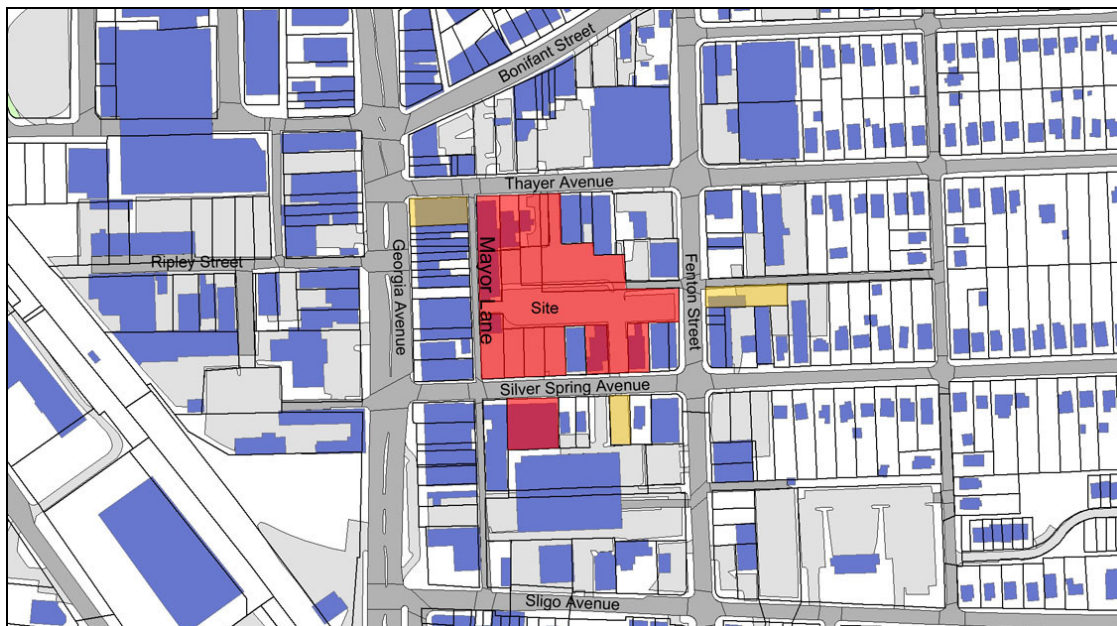 Bonifant Street
Thayer Avenue
Ripley Street
Georgia Avenue
Mayor Lane
Fenton Street
Site
Silver Spring Avenue
Sligo Avenue